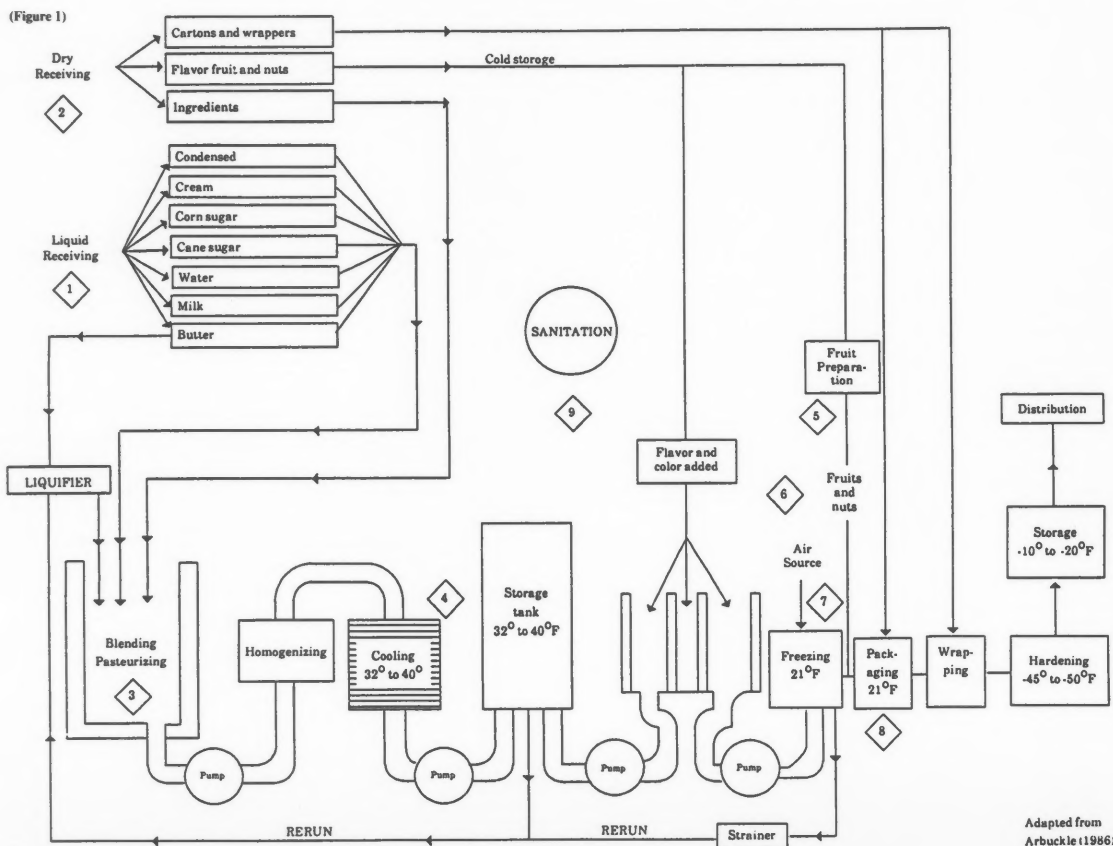 (Figure 1)
Dry
Receiving
2
Cartons and wrappers
Flavor fruit and nuts
Ingredients
Cold storoge
Liquid
Receiving
1
Condensed
Cream
Corn sugar
Cane sugar
Water
Milk
Butter
SANITATION
9
Fruit
Prepara-
tion
5
Distribution
LIQUIFIER
Flavor and
color added
6
Fruits
and
nuts
Storage
-10° to -20°F
Air
Source
7
Blending
Pasteurizing
3
Homogenizing
4
Cooling
32° to 40°
Storage
tank
32° to 40°F
Freezing
21°F
Pack-
aging
21°F
8
Wrap-
ping
Hardening
-45° to -50°F
Pump
Pump
Pump
Pump
RERUN
RERUN
Strainer
Adapted from
Arbuckle (1986)